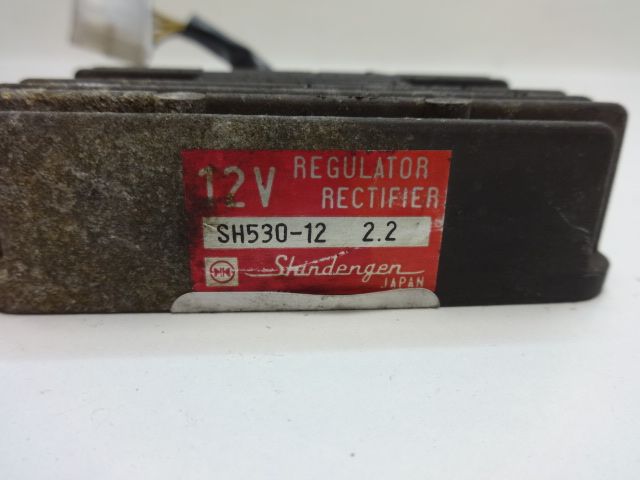 12V REGULATOR
RECTIFIER
SH530-12 2.2
Shindengen
JAPAN